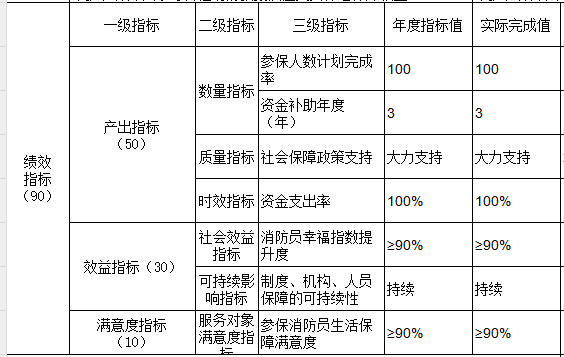 一级指标 二级指标 三级指标 年度指标值 实际完成值
绩效
指标
（90）
产出指标
（50）
数量指标
参保人数计划完成
率
100 100
资金补助年度
（年）
3 3
质量指标 社会保障政策支持 大力支持 大力支持
时效指标 资金支出率 100% 100%
效益指标（30）
社会效益
指标
消防员幸福指数提
升度
≥90% ≥90%
可持续影
响指标
制度、机构、人员
保障的可持续性
持续 持续
满意度指标
（10）
服务对象
满意度指
标
参保消防员生活保
障满意度
≥90% ≥90%